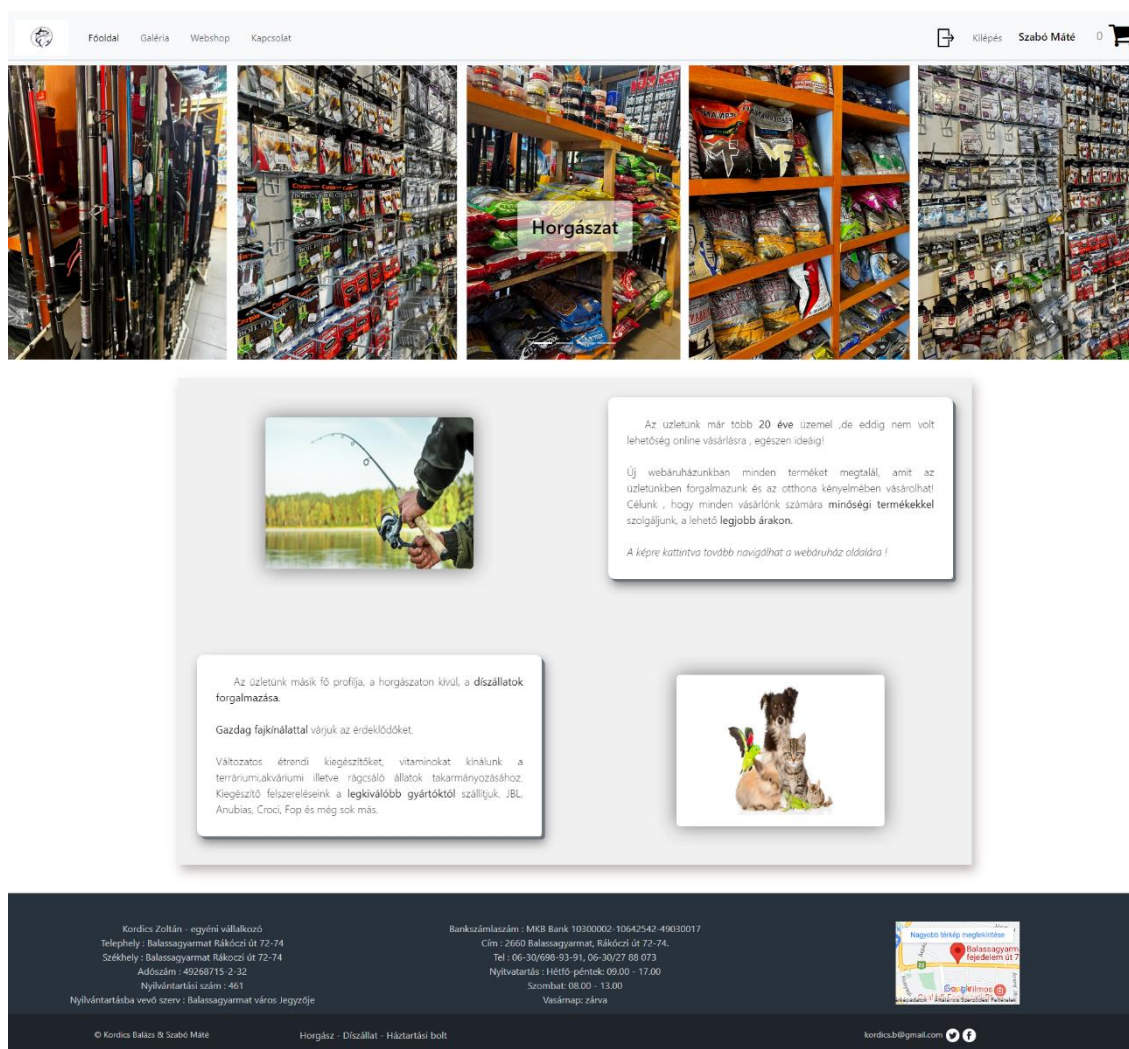 Főoldal Galéria Webshop Kapcsolat Kilépés Szabó Máté 0
Horgászat
Az üzletünk már több 20 éve üzemel ,de eddig nem volt
lehetőség online vásárlásra , egészen ideáig!
Új webáruházunkban minden terméket megtalál, amit az
üzletünkben forgalmazunk és az otthona kényelmében vásárolhat!
Célunk , hogy minden vásárlónk számára minőségi termékekkel
szolgáljunk, a lehető legjobb árakon.
A képre kattintva tovább navigálhat a webáruház oldalára !
Az üzletünk másik fő profilja, a horgászaton kívül, a díszállatok
forgalmazása.
Gazdag fajkínálattal várjuk az érdeklődőket.
Változatos étrendi kiegészítőket, vitaminokat kínálunk a
terráriumi,akváriumi illetve rágcsáló állatok takarmányozásához.
Kiegészítő felszereléseink a legkiválóbb gyártóktól szállítjuk. JBL,
Anubias, Croci, Fop és még sok más.
Kordics Zoltán - egyéni vállalkozó
Telephely : Balassagyarmat Rákóczi út 72-74
Székhely : Balassagyarmat Rákóczi út 72-74
Adószám : 49268715-2-32
Nyilvántartási szám : 461
Nyilvántartásba vevő szerv : Balassagyarmat város Jegyzője
Bankszámlaszám : MKB Bank 10300002-10642542-49030017
Cím : 2660 Balassagyarmat, Rákóczi út 72-74.
Tel : 06-30/698-93-91, 06-30/27 88 073
Nyitvatartás : Hétfő-péntek: 09.00 - 17.00
Szombat: 08.00 - 13.00
Vasárnap: zárva
Nagyobb térkép megtekintése
Balassagyarm
fejedelem út 7
Google
© Kordics Balázs & Szabó Máté
Horgász - Díszállat - Háztartási bolt
kordics.b@gmail.com